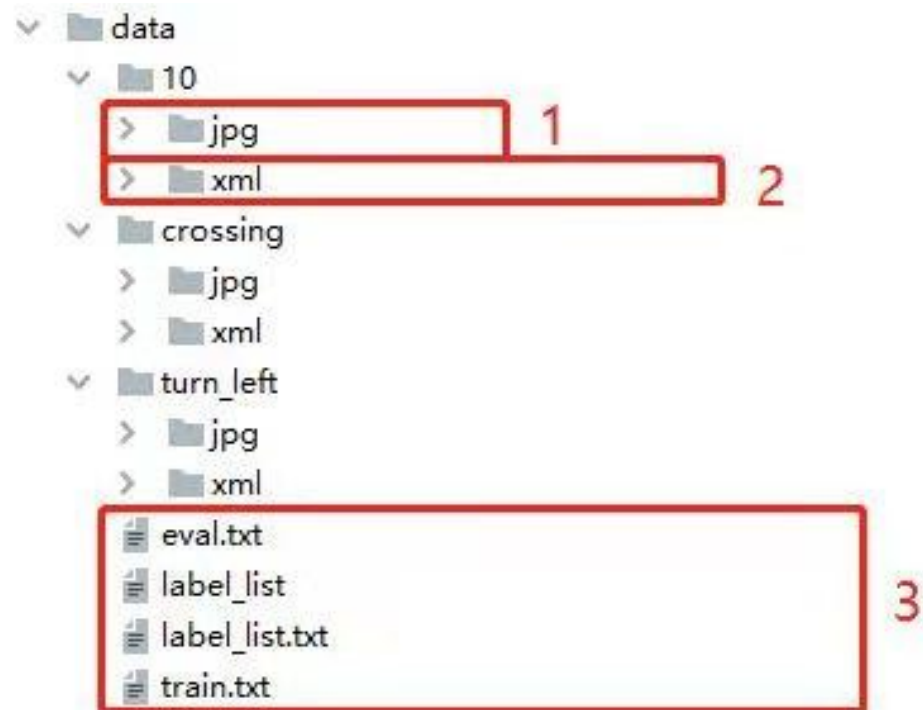 data
10
jpg 1
xml 2
crossing
jpg
xml
turn_left
jpg
xml
eval.txt
label_list
label_list.txt
train.txt
3